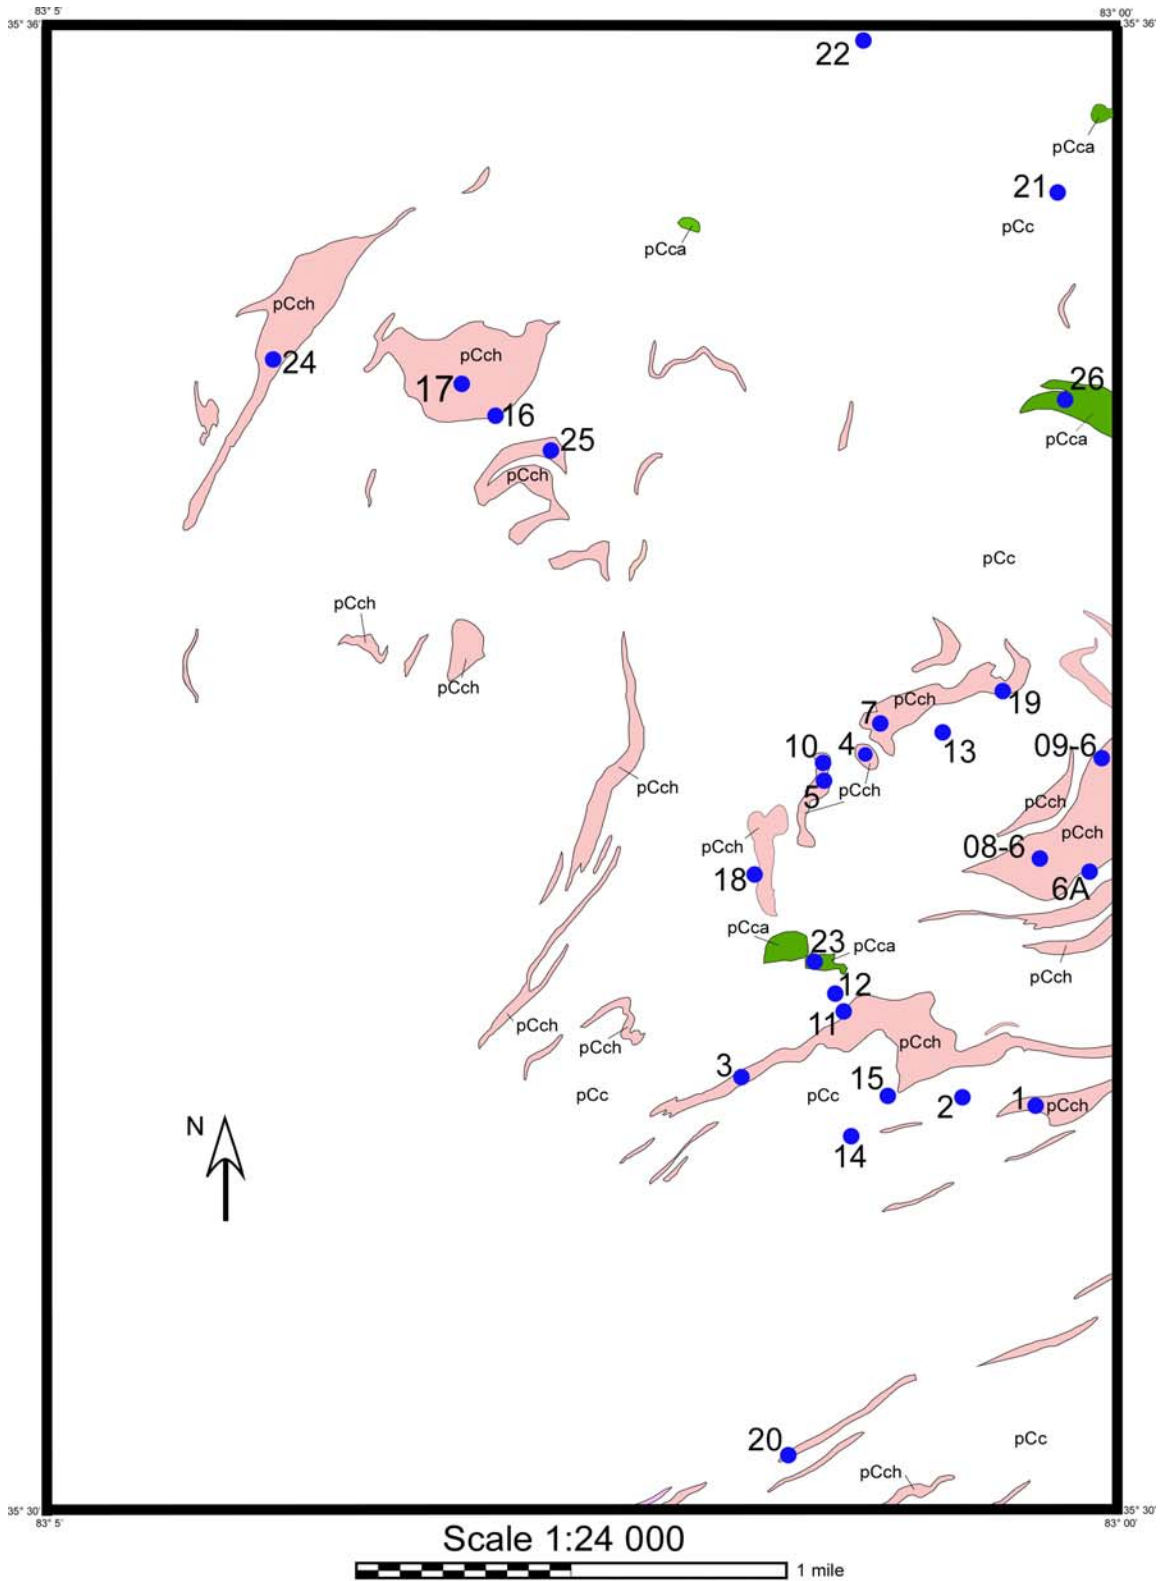 83° 5'
83° 00'
35° 36'
35° 36'
22
pCca
21
pCc
pCca
pCch
24
pCch
17
16
26
pCca
25
pCch
pCc
pCch
pCch
19
pCch
7
13
10
4
09-6
pCch
5
pCch
pCch
pCch
pCch
08-6
18
6A
pCca
23
pCca
pCch
12
11
pCch
pCch
pCch
3
15
pCc
pCc
2
1
pCch
N
14
20
pCc
pCch
35° 30'
35° 30'
83° 5'
83° 00'
Scale 1:24 000
1 mile